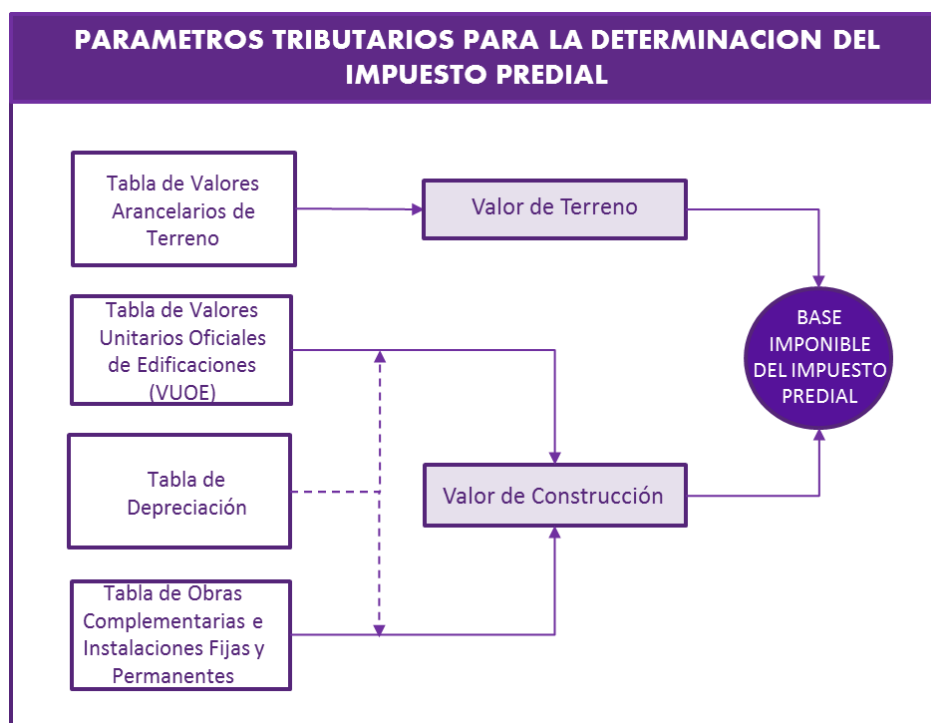 PARAMETROS TRIBUTARIOS PARA LA DETERMINACION DEL
IMPUESTO PREDIAL
Tabla de Valores
Arancelarios de
Terreno
Valor de Terreno
Tabla de Valores
Unitarios Oficiales
de Edificaciones
(VUOE)
BASE
IMPONIBLE
DEL IMPUESTO
PREDIAL
Tabla de
Depreciación
Valor de Construcción
Tabla de Obras
Complementarias e
Instalaciones Fijas y
Permanentes